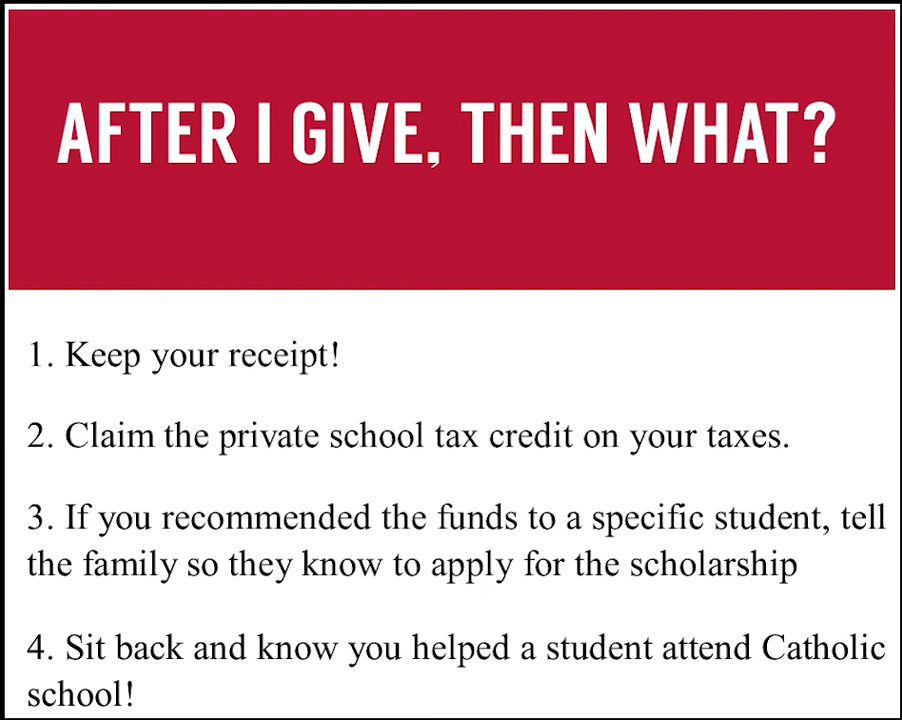 AFTER I GIVE, THEN WHAT?
1. Keep your receipt!
2. Claim the private school tax credit on your taxes.
3. If you recommended the funds to a specific student, tell
the family so they know to apply for the scholarship
4. Sit back and know you helped a student attend Catholic
school!